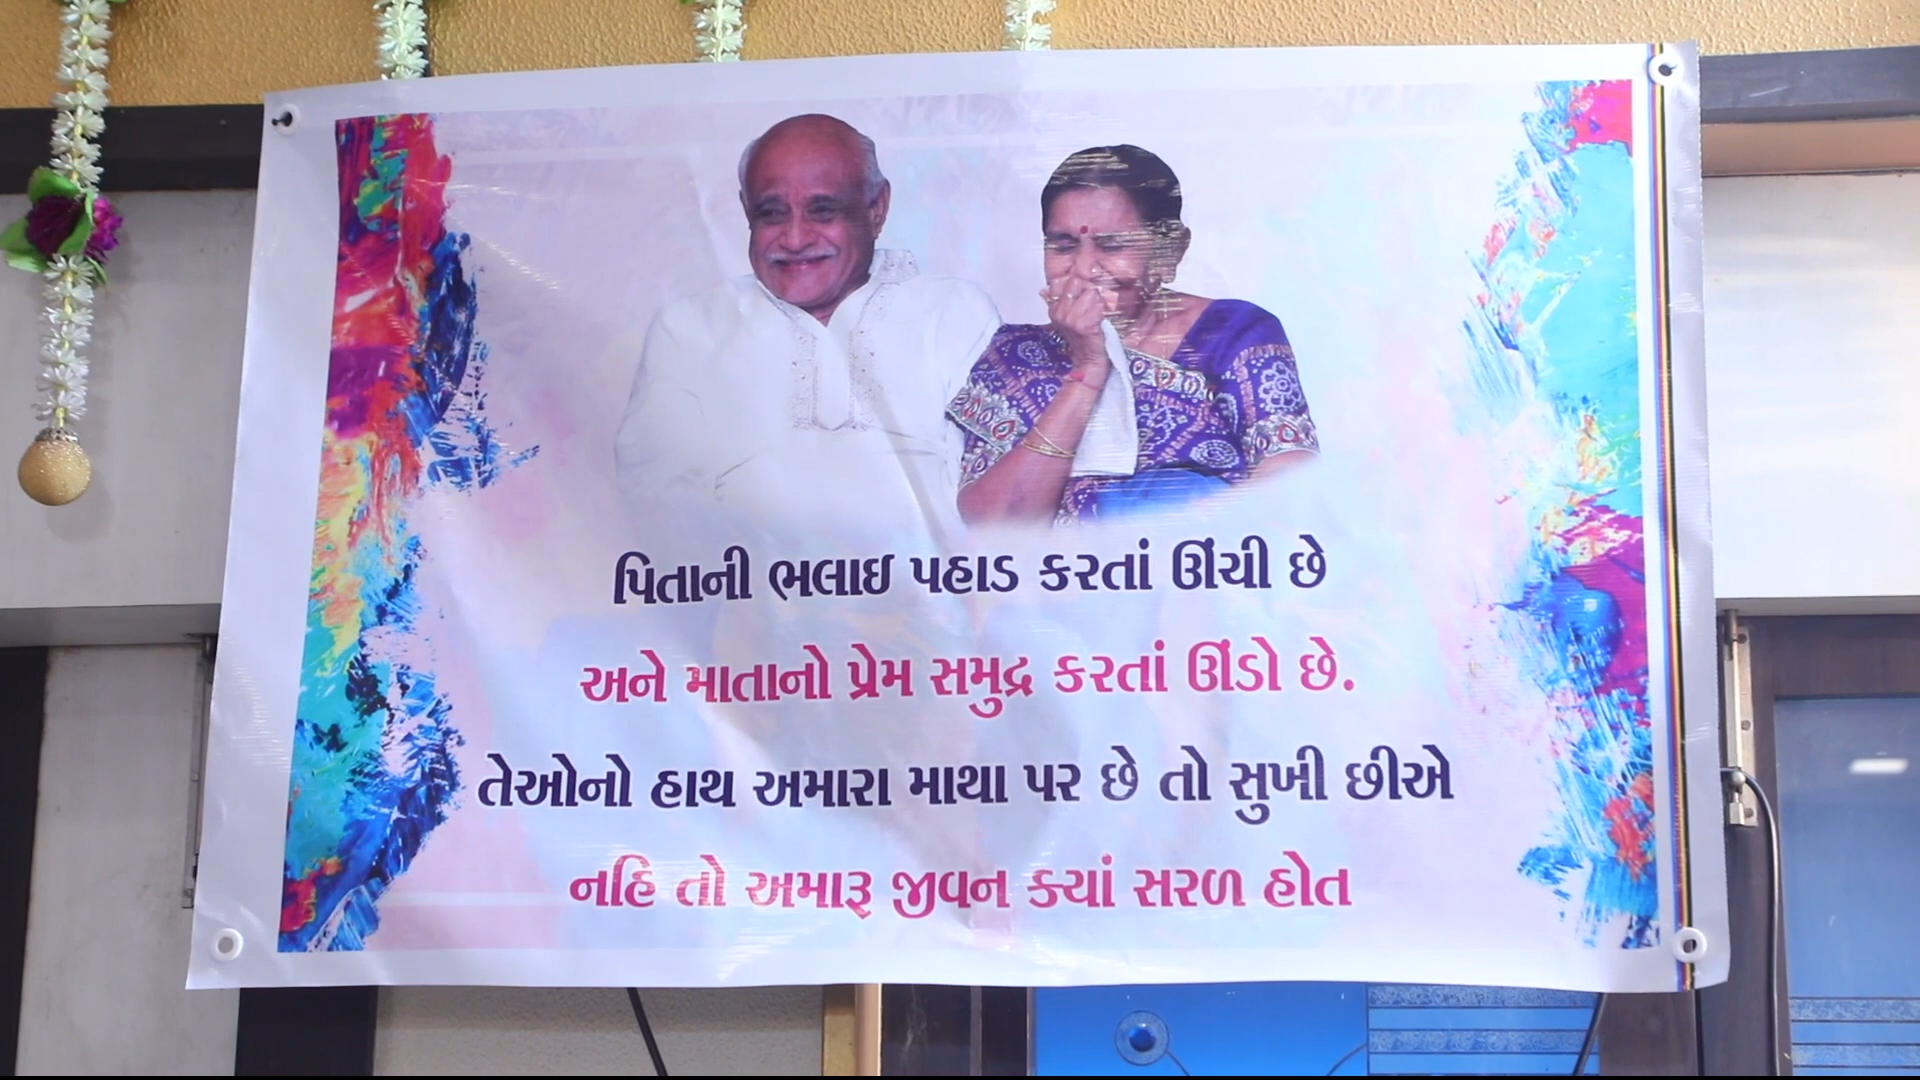 પિતાની ભલાઇ પહાડ કરતાં ઊંચી છે
અને માતાનો પ્રેમ સમુદ્ર કરતાં ઊંડો છે.
તેઓનો હાથ અમારા માથા પર છે તો સુખી છીએ
નહિ તો અમારૂ જીવન ક્યાં સરળ હોત